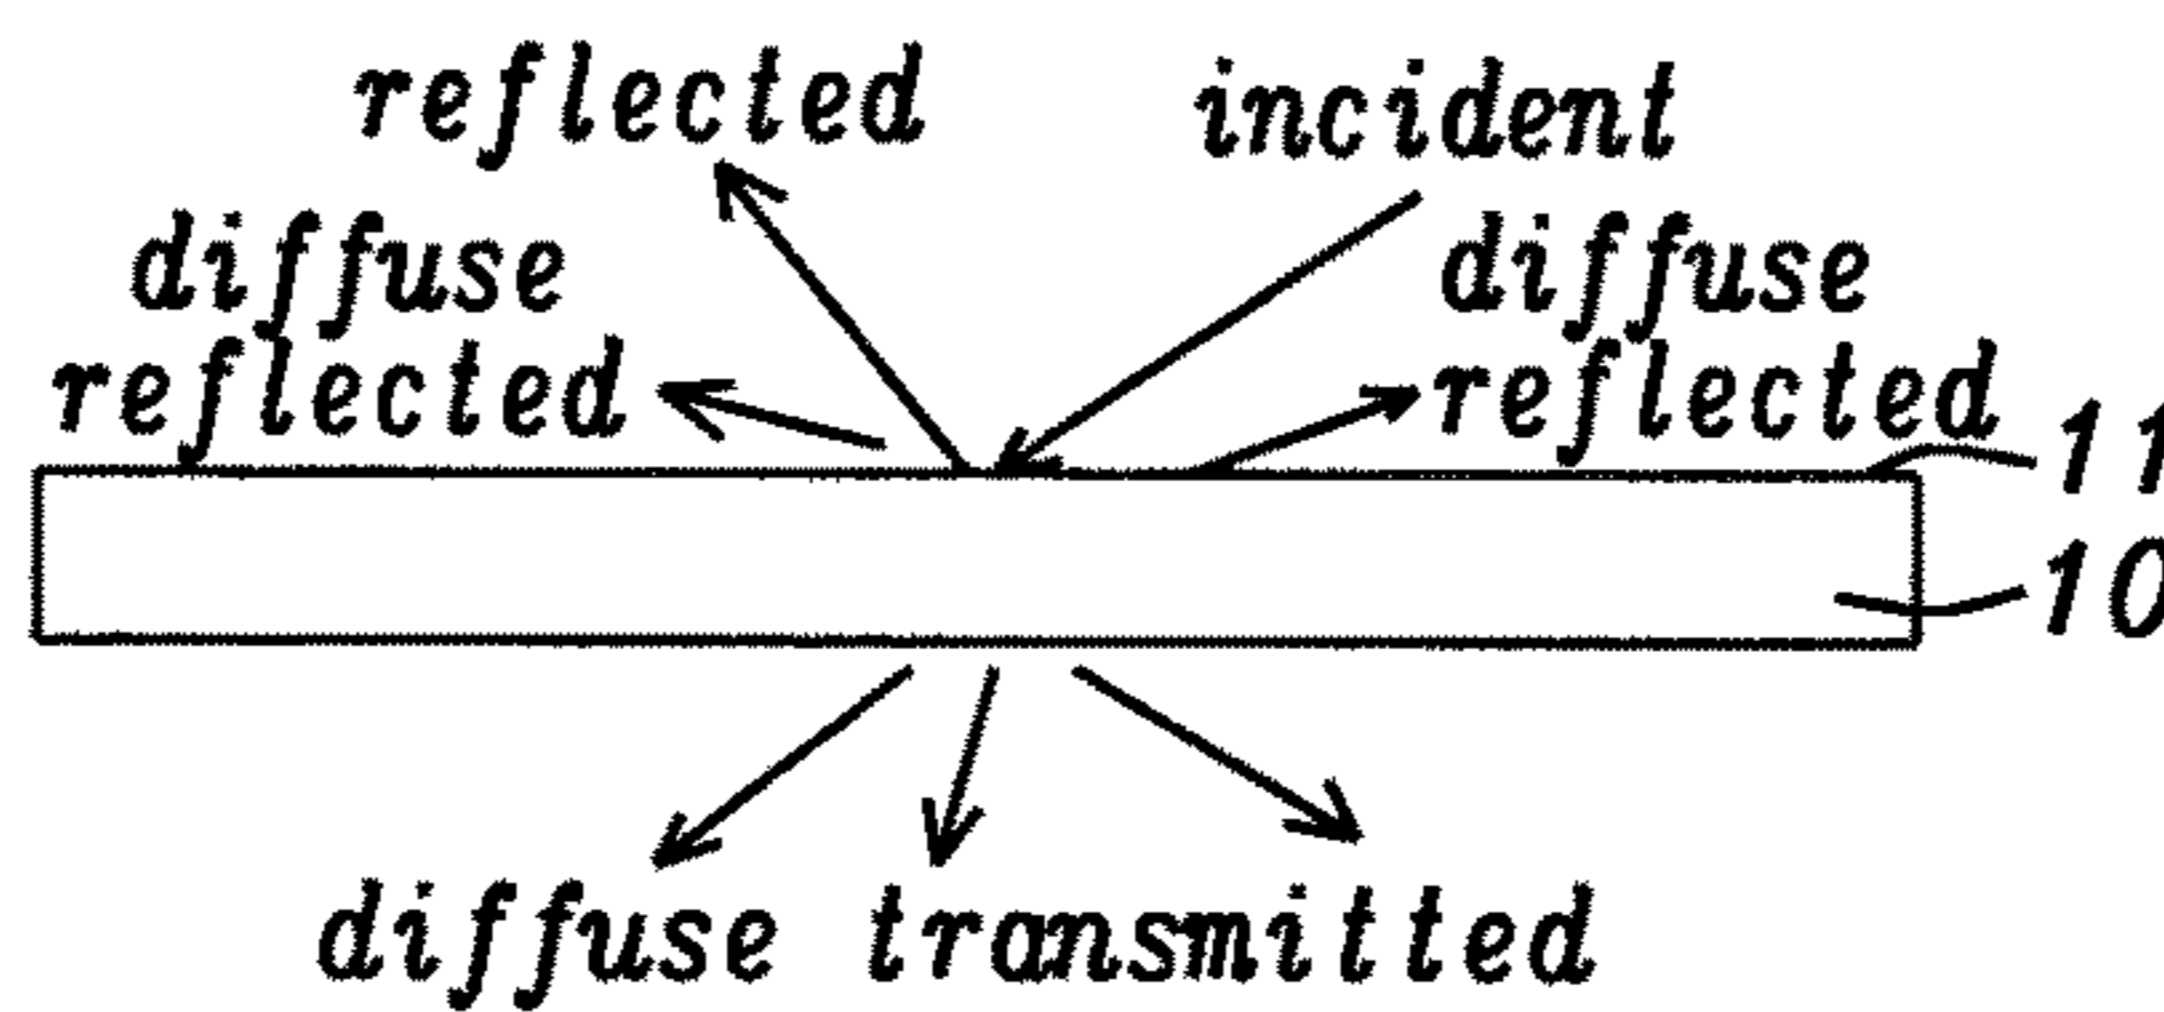 reflected incident
diffuse diffuse
reflected reflected
11
10
diffuse transmitted